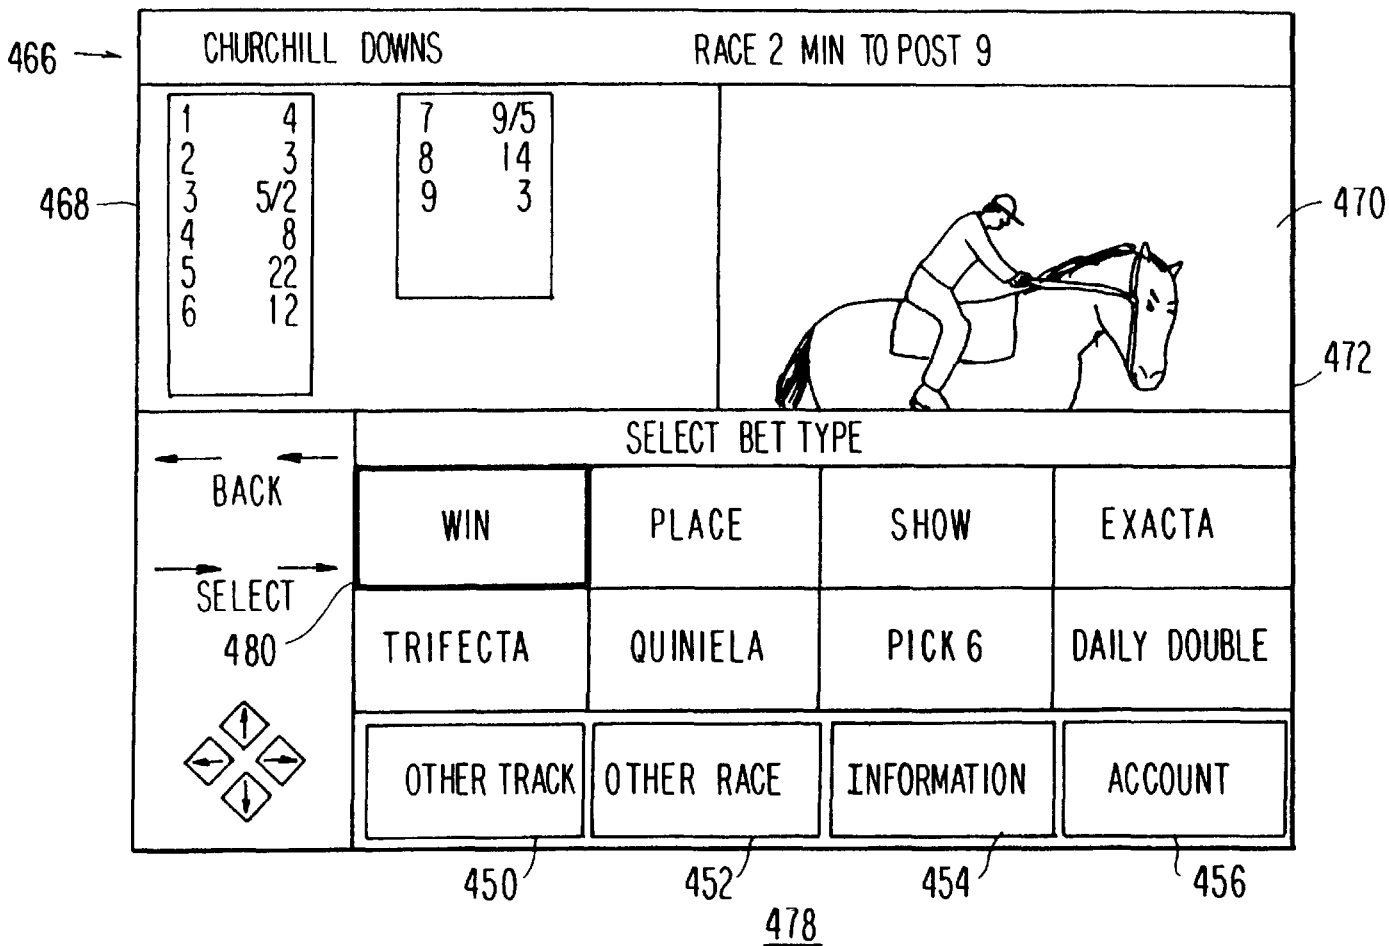 466 CHURCHILL DOWNS RACE 2 MIN TO POST 9
1 4 7 9/5
2 3 8 14
468 3 5/2 9 3 470
4 8
5 22
6 12
472
SELECT BET TYPE
BACK WIN PLACE SHOW EXACTA
SELECT
480 TRIFECTA QUINIELA PICK 6 DAILY DOUBLE
OTHER TRACK OTHER RACE INFORMATION ACCOUNT
450 452 454 456
478